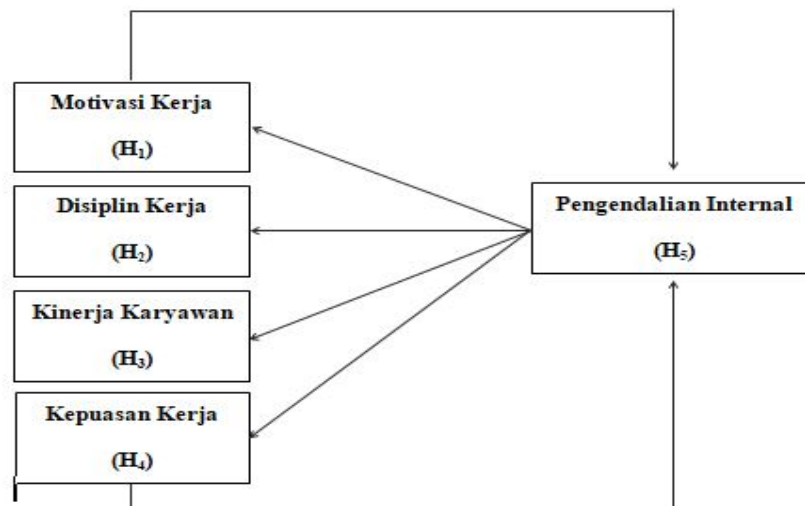 Motivasi Kerja
(H₁)
Disiplin Kerja
(H₂)
Kinerja Karyawan
(H₃)
Kepuasan Kerja
(H₄)
Pengendalian Internal
(H₅)